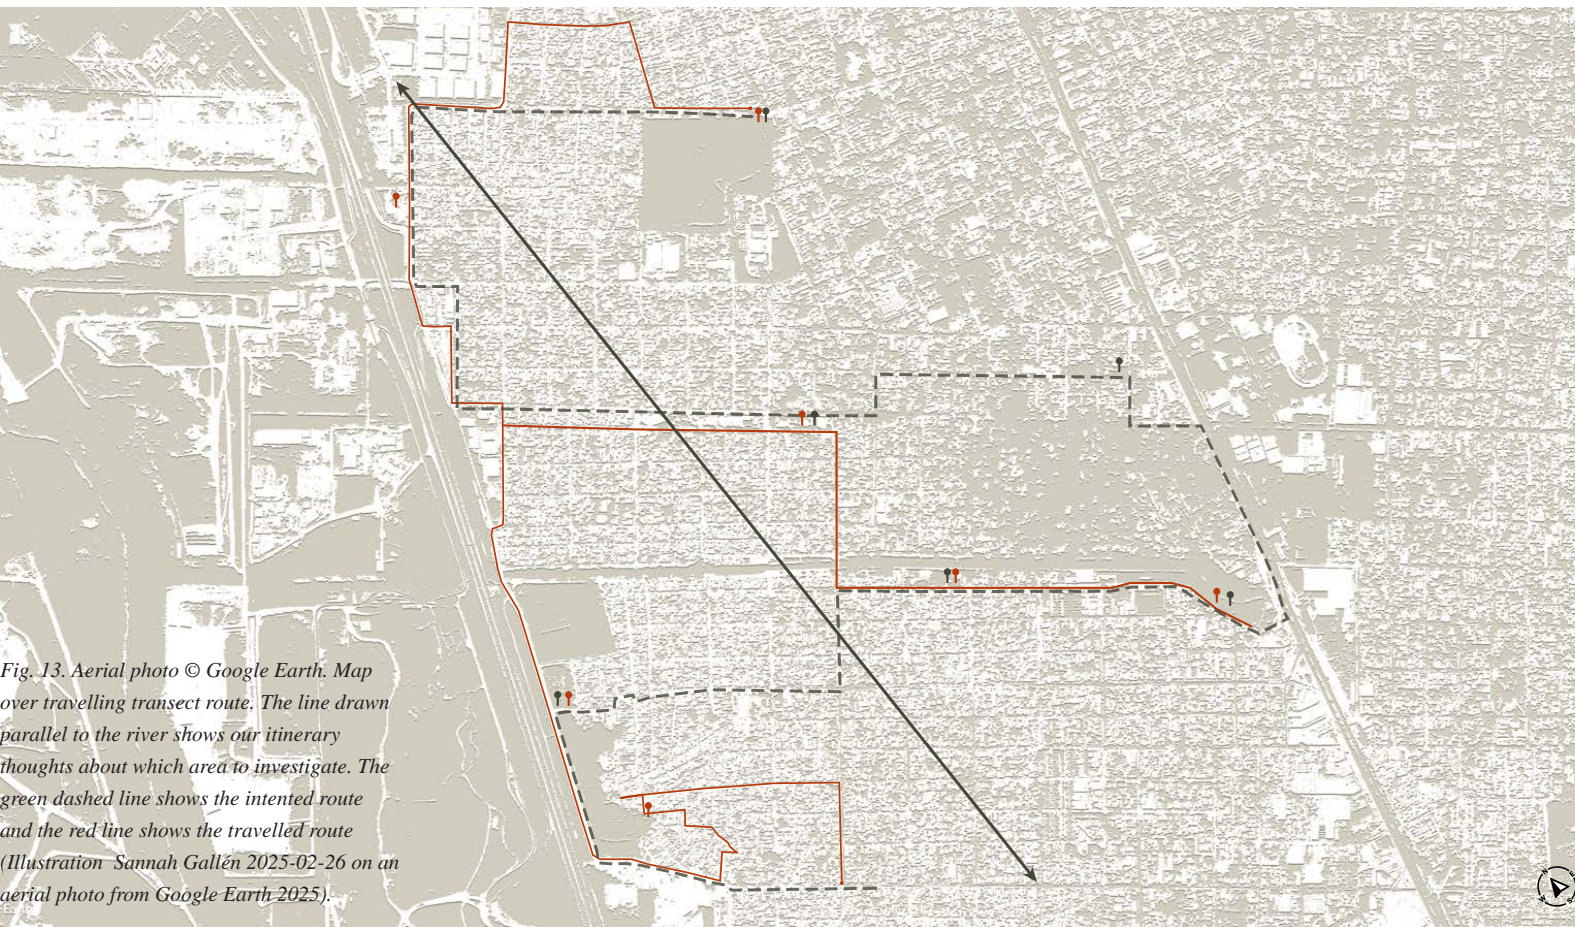 Fig. 13. Aerial photo © Google Earth. Map
over travelling transect route. The line drawn
parallel to the river shows our itinerary
thoughts about which area to investigate. The
green dashed line shows the intented route
and the red line shows the travelled route
(Illustration  Sannah Gallén 2025-02-26 on an
aerial photo from Google Earth 2025).